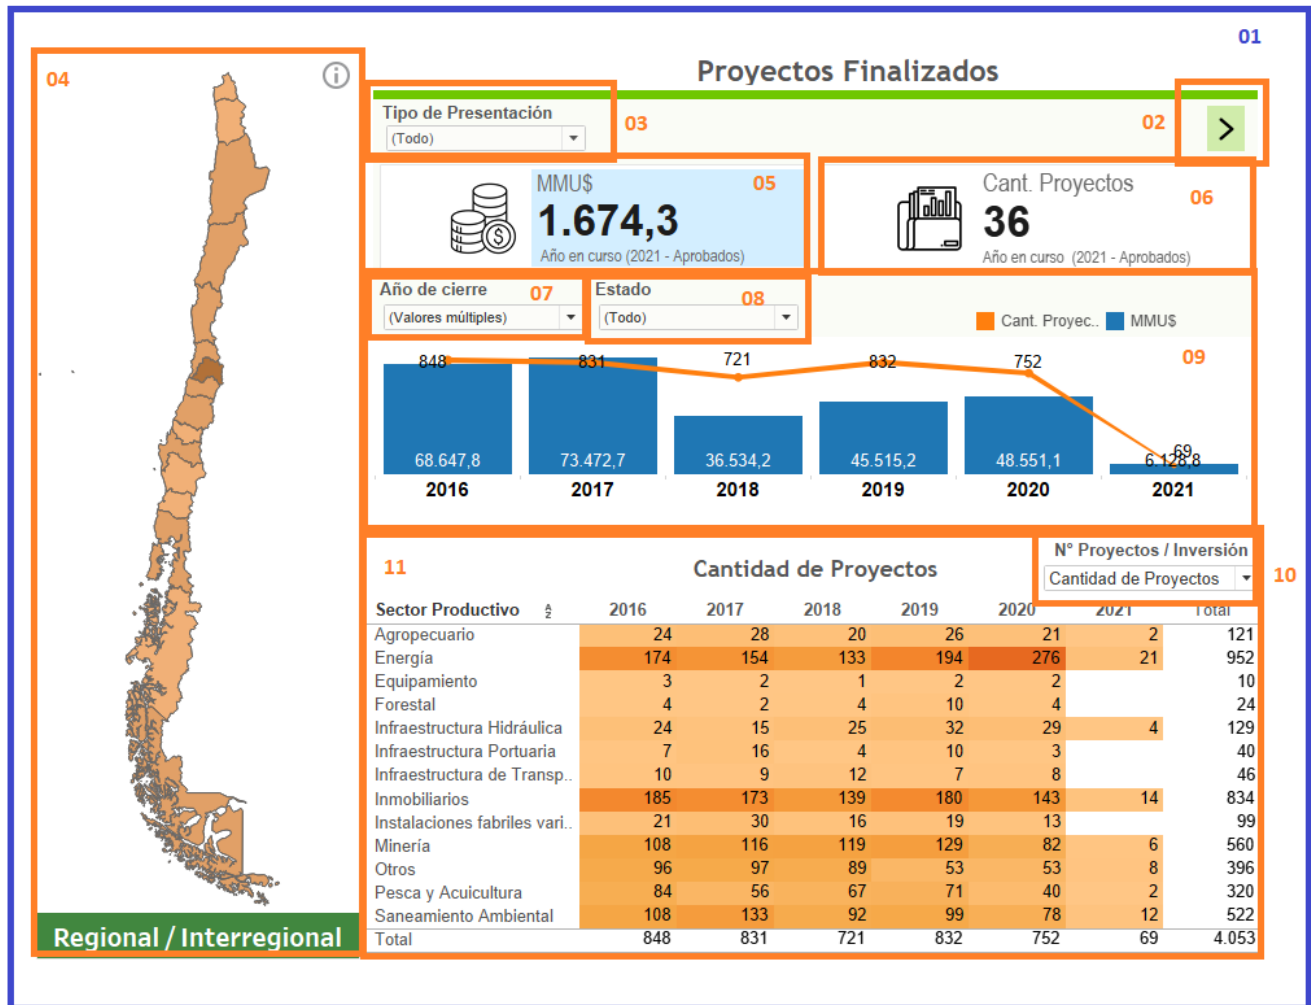 01
04
Proyectos Finalizados
Tipo de Presentación
(Todo)
03
02
>
MMU$
05
1.674,3
Año en curso (2021 - Aprobados)
Cant. Proyectos
06
36
Año en curso (2021 - Aprobados)
Año de cierre
07
(Valores múltiples)
Estado
08
(Todo)
Cant. Proyec.. MMU$
09
848 831 721 832 752 69
68.647,8 73.472,7 36.534,2 45.515,2 48.551,1 6.128,8
2016 2017 2018 2019 2020 2021
11
Cantidad de Proyectos
N° Proyectos / Inversión
Cantidad de Proyectos
10
Sector Productivo 2016 2017 2018 2019 2020 2021 Total
Agropecuario 24 28 20 26 21 2 121
Energía 174 154 133 194 276 21 952
Equipamiento 3 2 1 2 2 10
Forestal 4 2 4 10 4 24
Infraestructura Hidráulica 24 15 25 32 29 4 129
Infraestructura Portuaria 7 16 4 10 3 40
Infraestructura de Transp.. 10 9 12 7 8 46
Inmobiliarios 185 173 139 180 143 14 834
Instalaciones fabriles vari.. 21 30 16 19 13 99
Minería 108 116 119 129 82 6 560
Otros 96 97 89 53 53 8 396
Pesca y Acuicultura 84 56 67 71 40 2 320
Saneamiento Ambiental 108 133 92 99 78 12 522
Total 848 831 721 832 752 69 4.053
Regional / Interregional